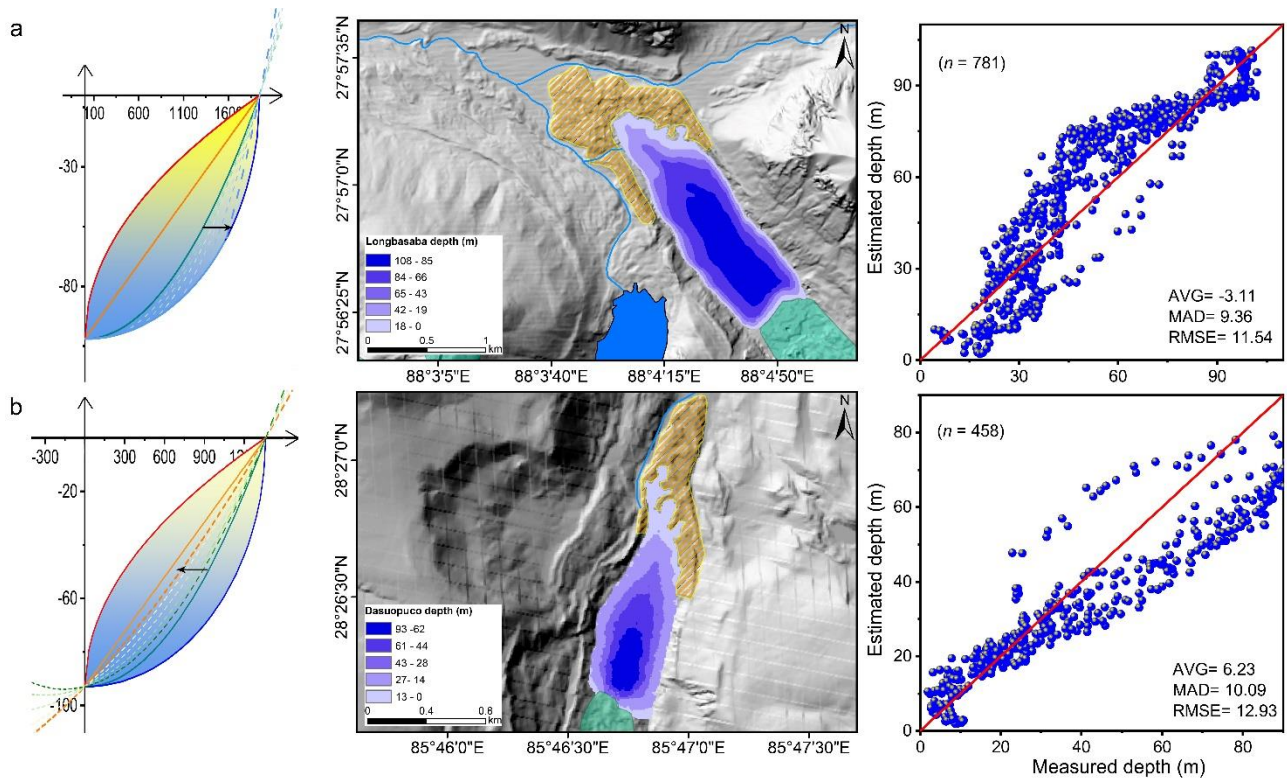 a
100 600 1100 1600
-30
-80
27°57'35"N
27°57'0"N
27°56'25"N
N
Longbasaba depth (m)
108 - 85
84 - 66
65 - 43
42 - 19
18 - 0
0 0.5 1
km
88°3'5"E 88°3'40"E 88°4'15"E 88°4'50"E
Estimated depth (m)
(n = 781)
90
60
30
0
AVG= -3.11
MAD= 9.36
RMSE= 11.54
0 30 60 90
b
-300 300 600 900
-20
-60
-100
28°27'0"N
28°26'30"N
N
Dasuopuco depth (m)
93 -62
61 - 44
43 - 28
27- 14
13 - 0
0 0.4 0.8
km
85°46'0"E 85°46'30"E 85°47'0"E 85°47'30"E
Estimated depth (m)
(n = 458)
80
60
40
20
0
AVG= 6.23
MAD= 10.09
RMSE= 12.93
0 20 40 60 80
Measured depth (m)